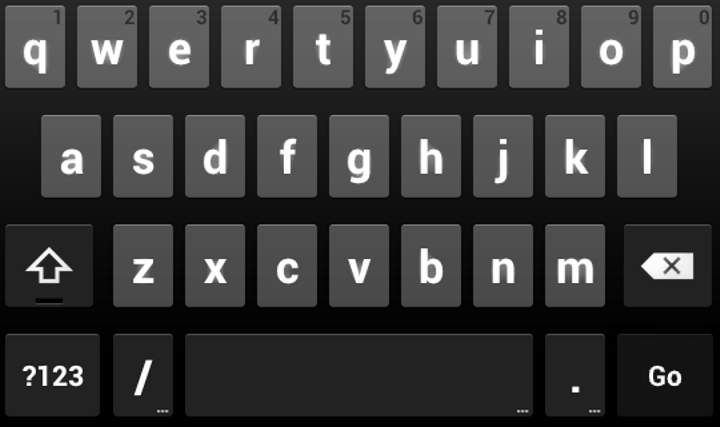 1 2 3 4 5 6 7 8 9 0
q w e r t y u i o p
a s d f g h j k l
z x c v b n m
?123 / ... ... . ... Go